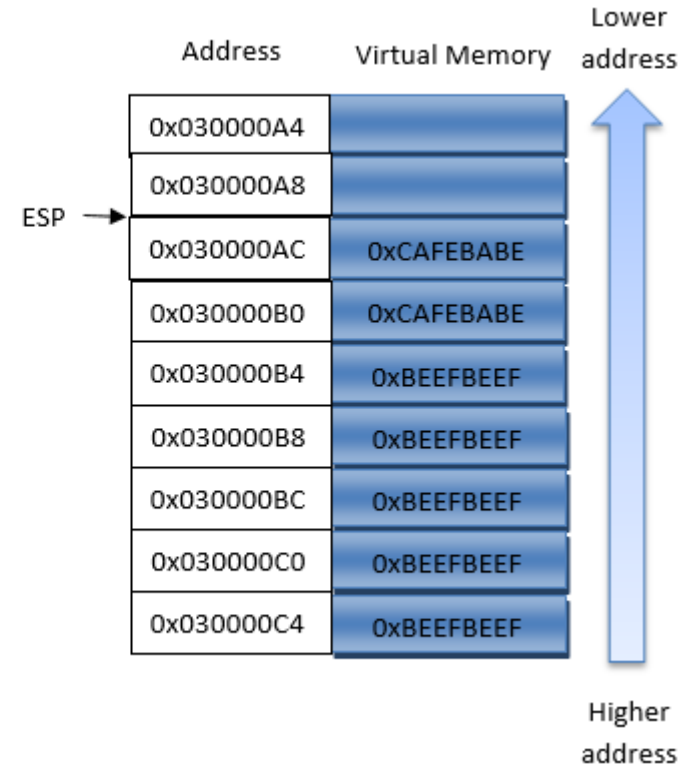 Address Virtual Memory Lower address
0x030000A4
0x030000A8
ESP
0x030000AC 0xCAFEBABE
0x030000B0 0xCAFEBABE
0x030000B4 0xBEEFBEEF
0x030000B8 0xBEEFBEEF
0x030000BC 0xBEEFBEEF
0x030000C0 0xBEEFBEEF
0x030000C4 0xBEEFBEEF
Higher
address